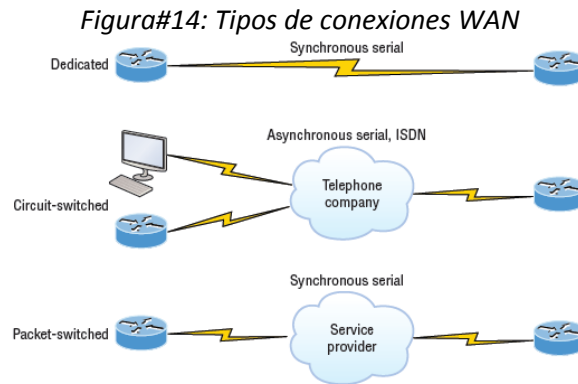 Figura#14: Tipos de conexiones WAN
Synchronous serial
Dedicated
Asynchronous serial, ISDN
Telephone
company
Circuit-switched
Synchronous serial
Packet-switched
Service
provider